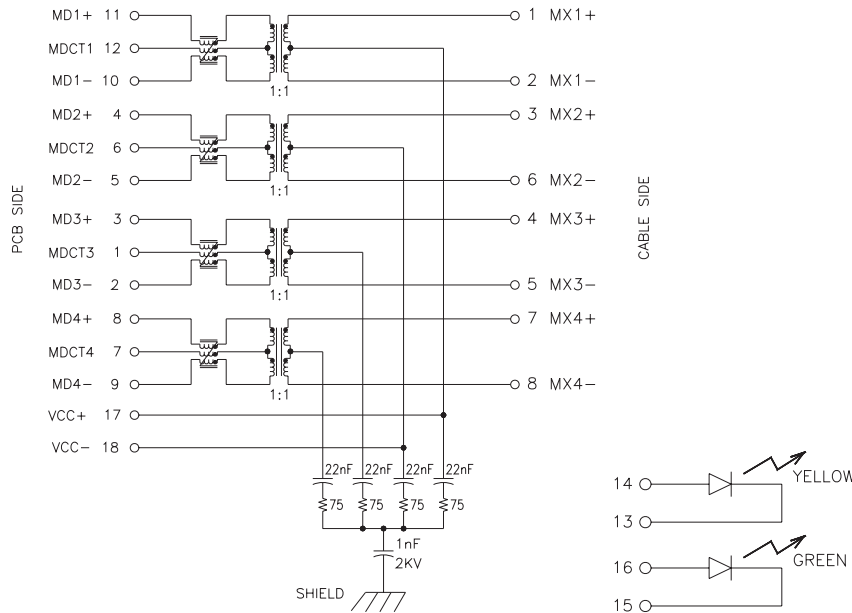 MD1+ 11 1 MX1+
MDCT1 12
MD1- 10 2 MX1-
1:1
MD2+ 4 3 MX2+
MDCT2 6
MD2- 5 6 MX2-
1:1
PCB SIDE
CABLE SIDE
MD3+ 3 4 MX3+
MDCT3 1
MD3- 2 5 MX3-
1:1
MD4+ 8 7 MX4+
MDCT4 7
MD4- 9 8 MX4-
1:1
VCC+ 17
VCC- 18
22nF 22nF 22nF 22nF
75 75 75 75
1nF
2KV
SHIELD
14 YELLOW
13
16 GREEN
15